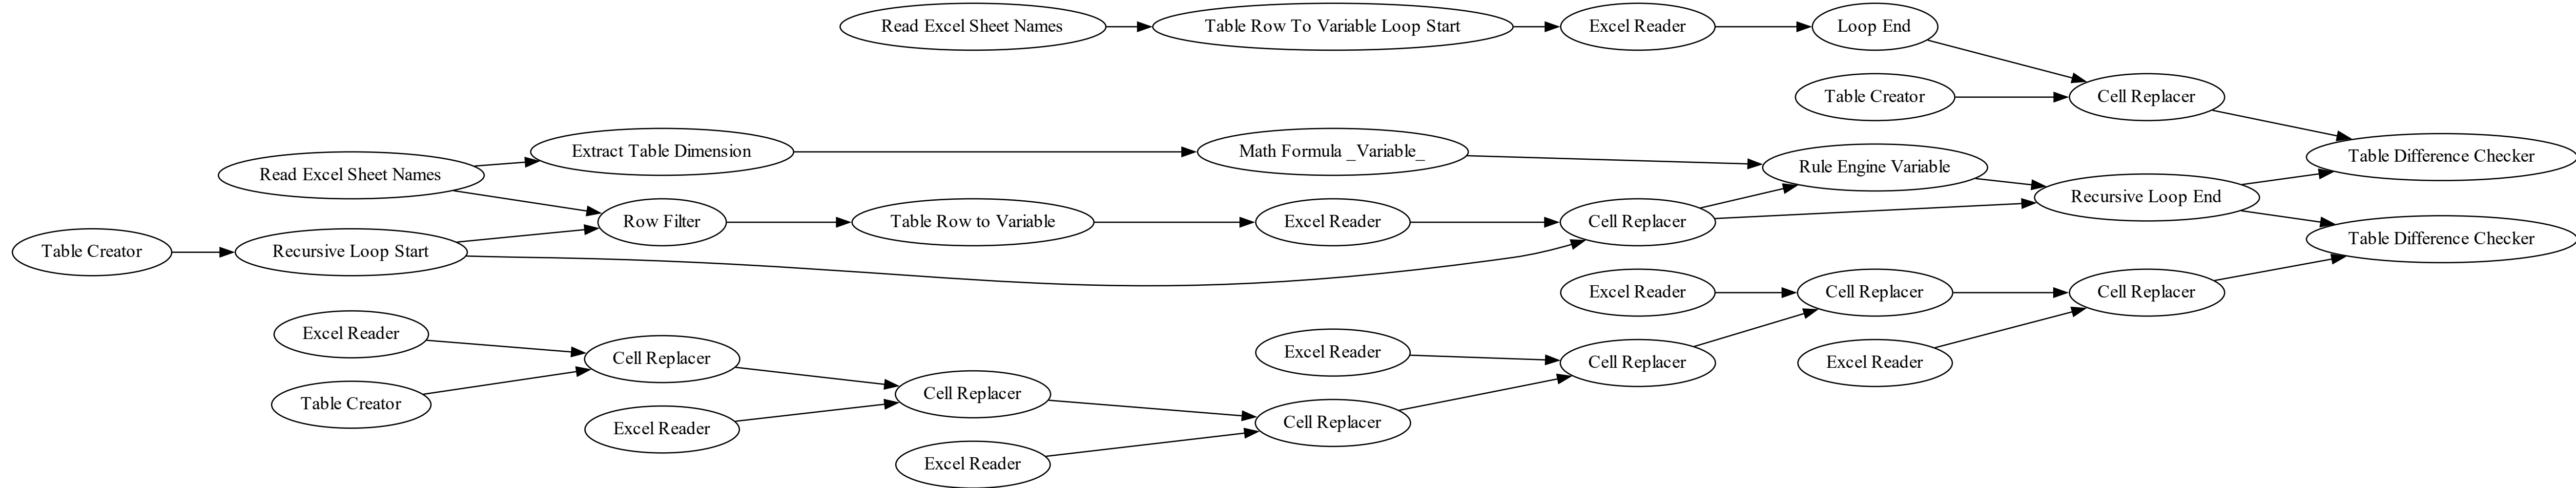 Read Excel Sheet Names
Table Row To Variable Loop Start
Excel Reader
Loop End
Table Creator
Cell Replacer
Extract Table Dimension
Math Formula _Variable_
Table Difference Checker
Read Excel Sheet Names
Rule Engine Variable
Recursive Loop End
Row Filter
Table Row to Variable
Excel Reader
Cell Replacer
Table Difference Checker
Table Creator
Recursive Loop Start
Excel Reader
Cell Replacer
Cell Replacer
Excel Reader
Excel Reader
Cell Replacer
Excel Reader
Cell Replacer
Excel Reader
Table Creator
Cell Replacer
Cell Replacer
Excel Reader
Excel Reader